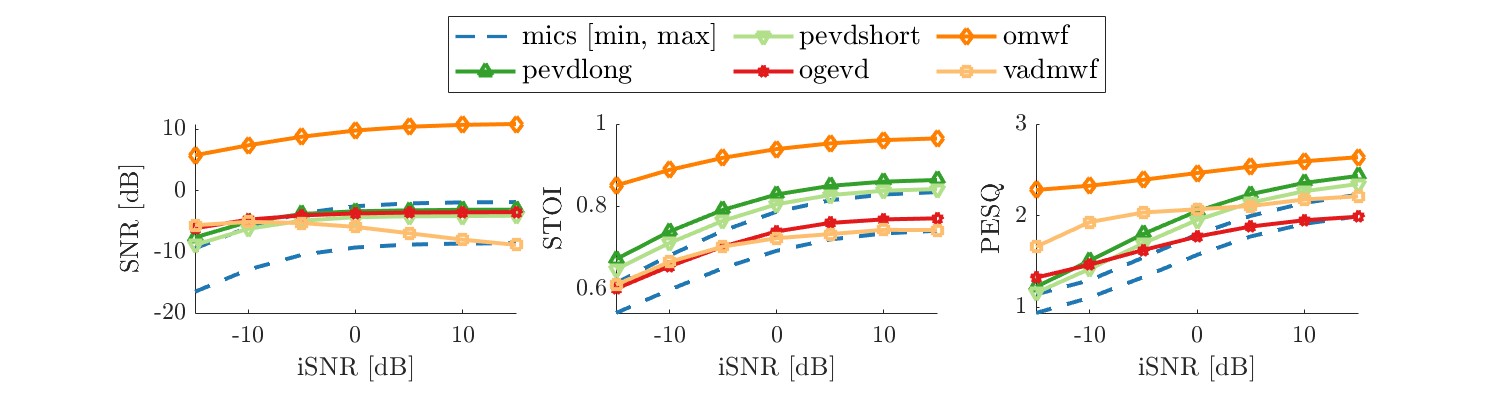 mics [min, max] pevdshort omwf
pevdlong ogevd vadmwf
SNR [dB]
10
0
-10
-20
-10 0 10
iSNR [dB]
STOI
1
0.8
0.6
-10 0 10
iSNR [dB]
PESQ
3
2
1
-10 0 10
iSNR [dB]